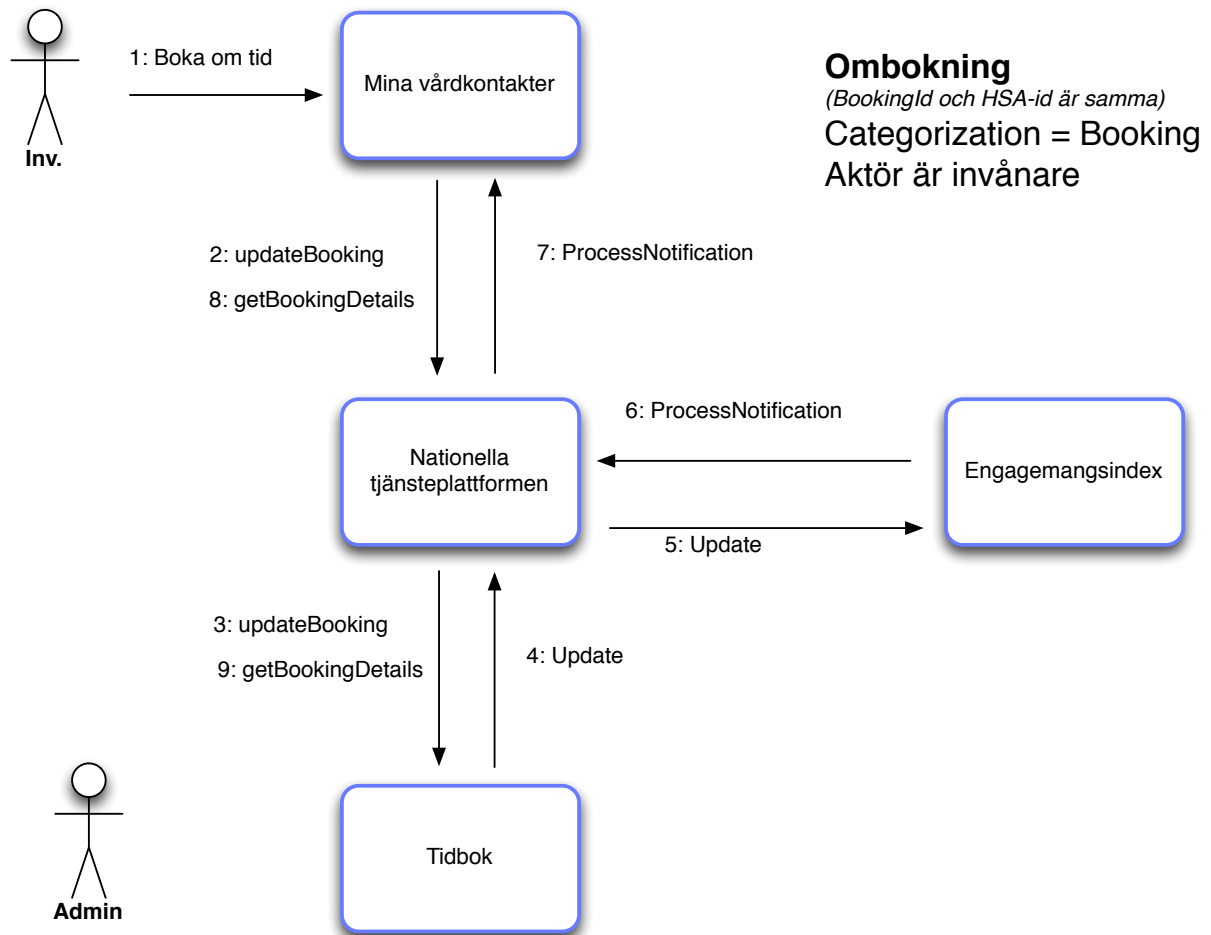 1: Boka om tid
Mina vårdkontakter
Inv.
Ombokning
(BookingId och HSA-id är samma)
Categorization = Booking
Aktör är invånare
2: updateBooking
8: getBookingDetails
7: ProcessNotification
Nationella
tjänsteplattformen
6: ProcessNotification
5: Update
Engagemangsindex
3: updateBooking
9: getBookingDetails
4: Update
Tidbok
Admin